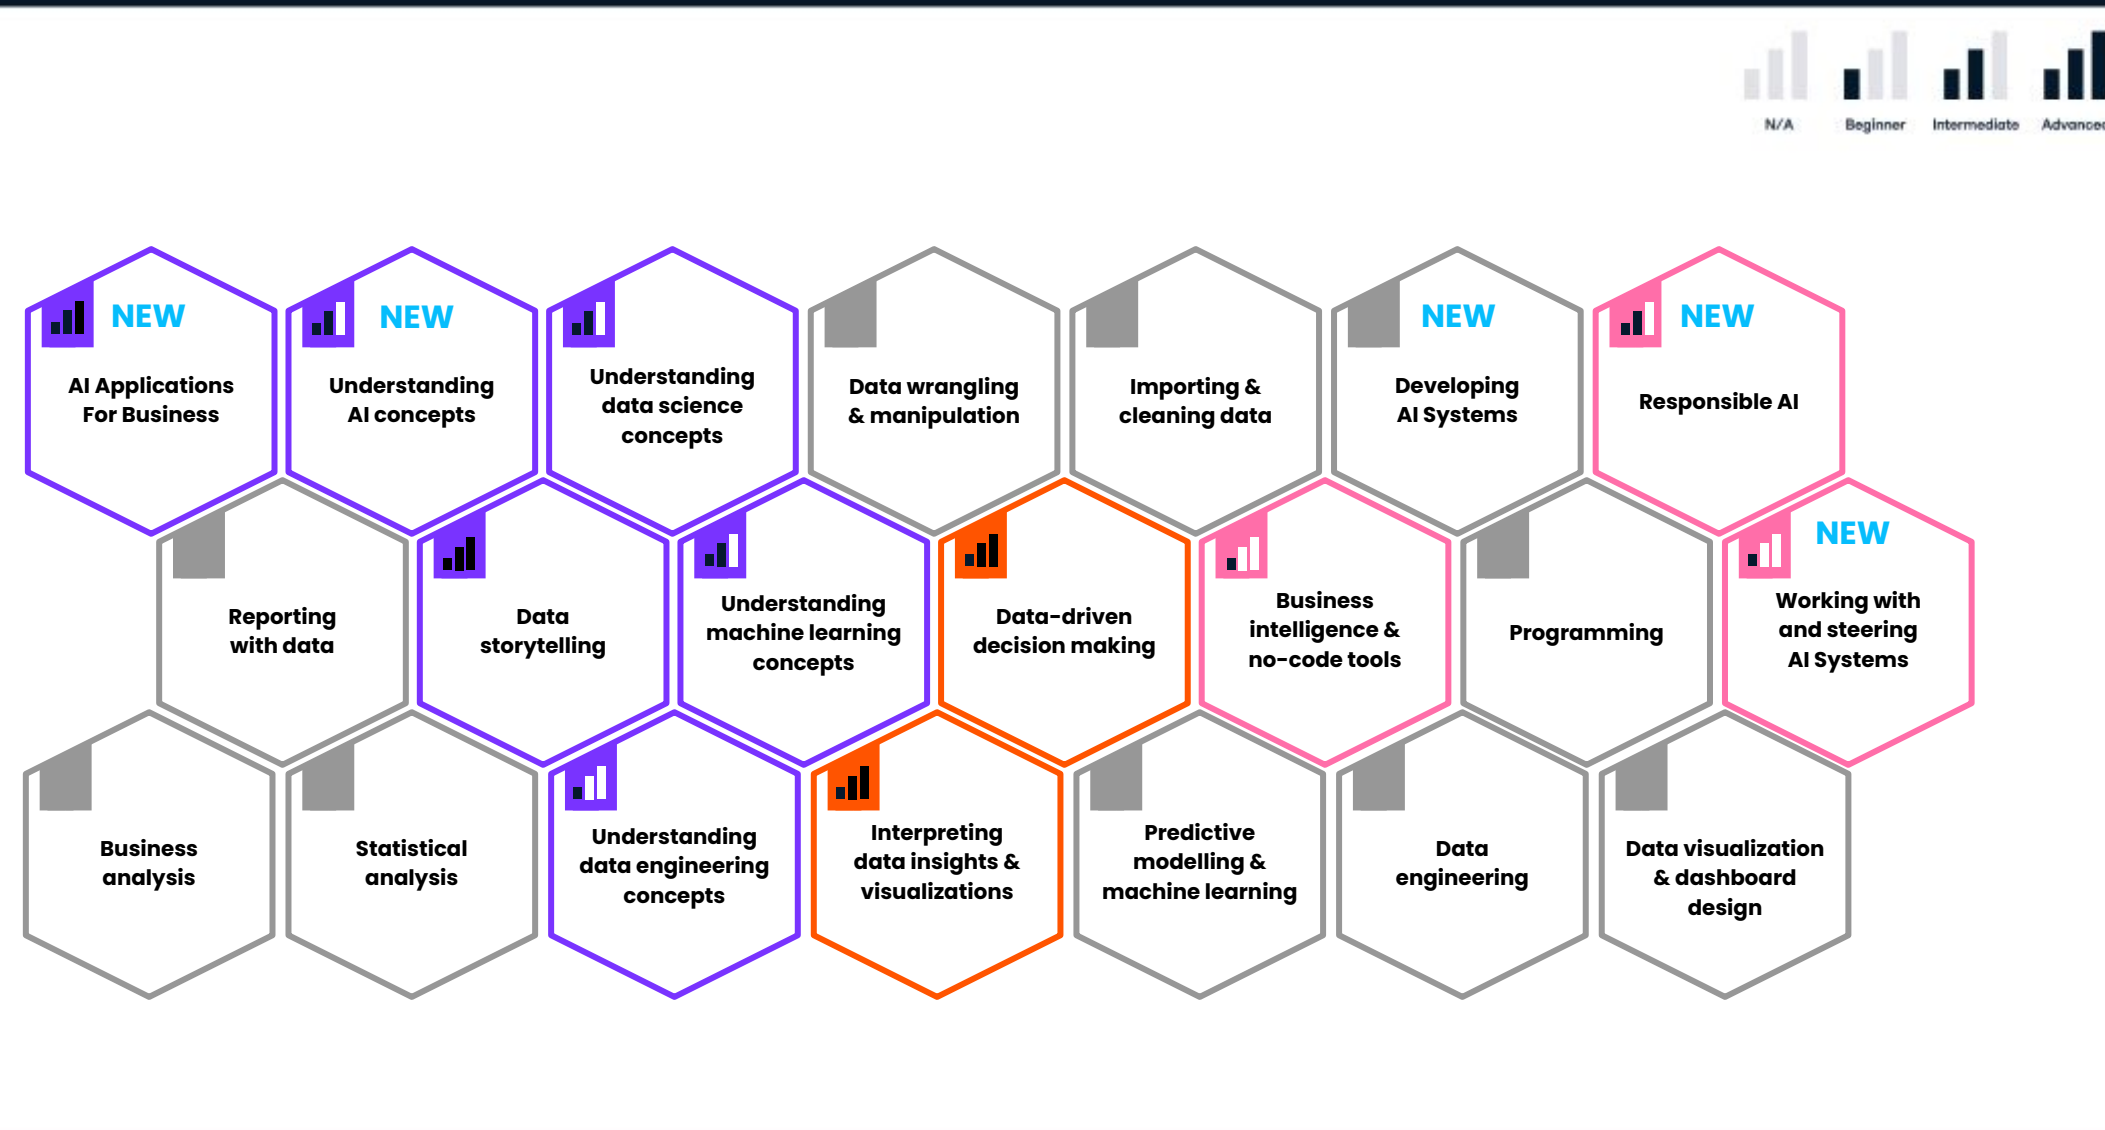 N/A Beginner Intermediate Advanced
NEW NEW NEW NEW
AI Applications
For Business
Understanding
AI concepts
Understanding
data science
concepts
Data wrangling
& manipulation
Importing &
cleaning data
Developing
AI Systems
Responsible AI
NEW
Reporting
with data
Data
storytelling
Understanding
machine learning
concepts
Data-driven
decision making
Business
intelligence &
no-code tools
Programming
Working with
and steering
AI Systems
Business
analysis
Statistical
analysis
Understanding
data engineering
concepts
Interpreting
data insights &
visualizations
Predictive
modelling &
machine learning
Data
engineering
Data visualization
& dashboard
design